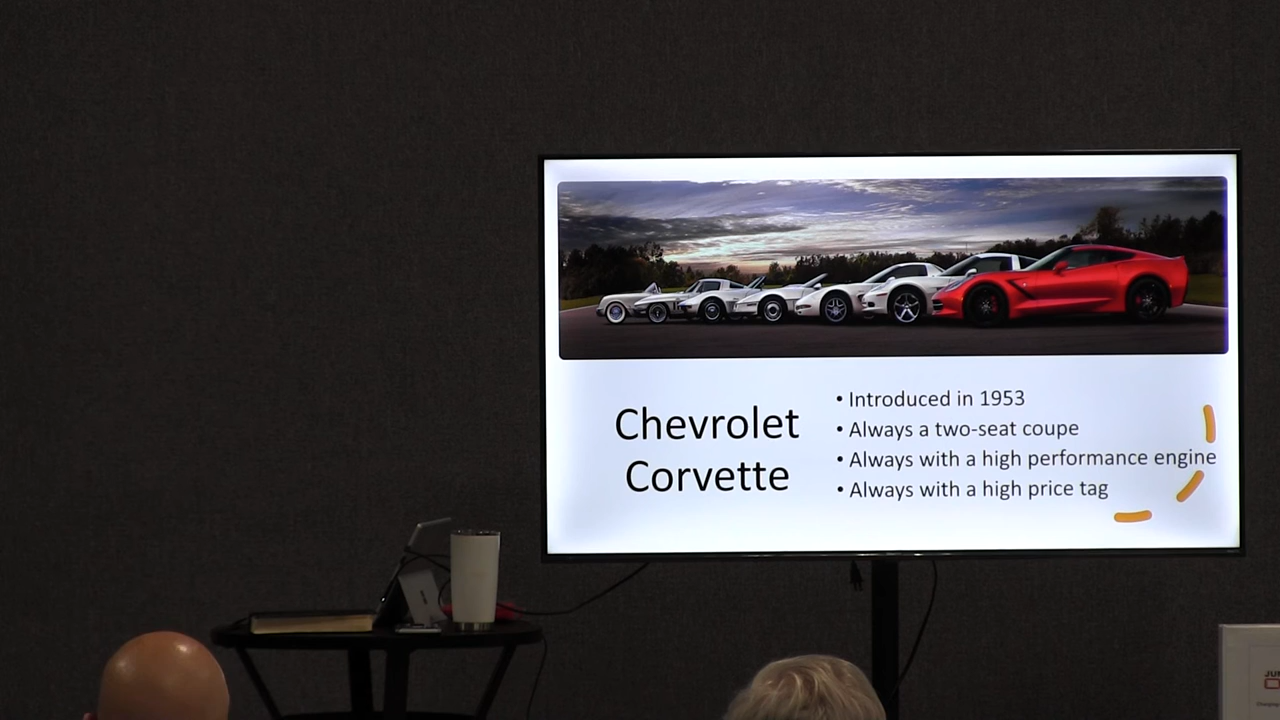 Chevrolet
Corvette
• Introduced in 1953
• Always a two-seat coupe
• Always with a high performance engine
• Always with a high price tag